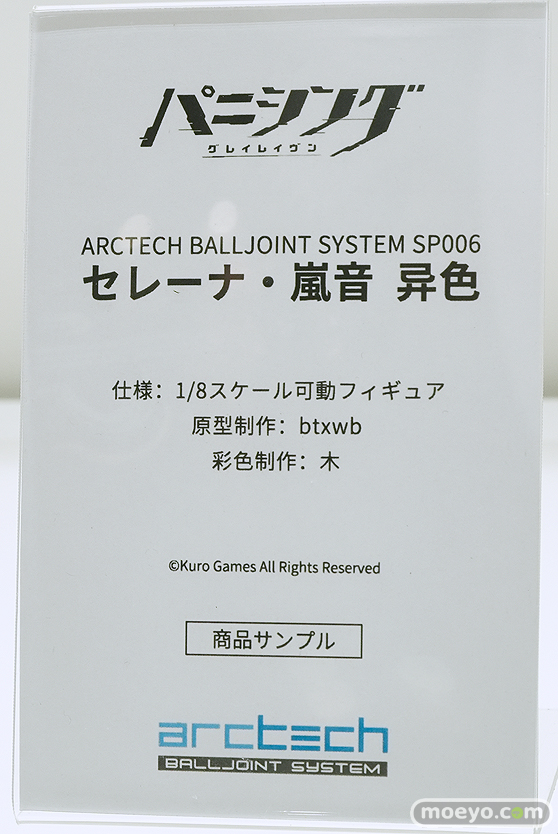 パニシング
グレイレイヴン
ARCTECH BALLJOINT SYSTEM SP006
セレーナ・嵐音 异色
仕様：1/8スケール可動フィギュア
原型制作：btxwb
彩色制作：木
©Kuro Games All Rights Reserved
商品サンプル
arctech
BALLJOINT SYSTEM
moeyo.com